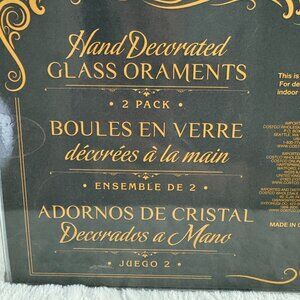 Hand Decorated
GLASS ORAMENTS
• 2 PACK •
BOULES EN VERRE
décorées à la main
• ENSEMBLE DE 2 •
ADORNOS DE CRISTAL
Decorados a Mano
• JUEGO 2 •
This is
For de
indoor
MADE IN